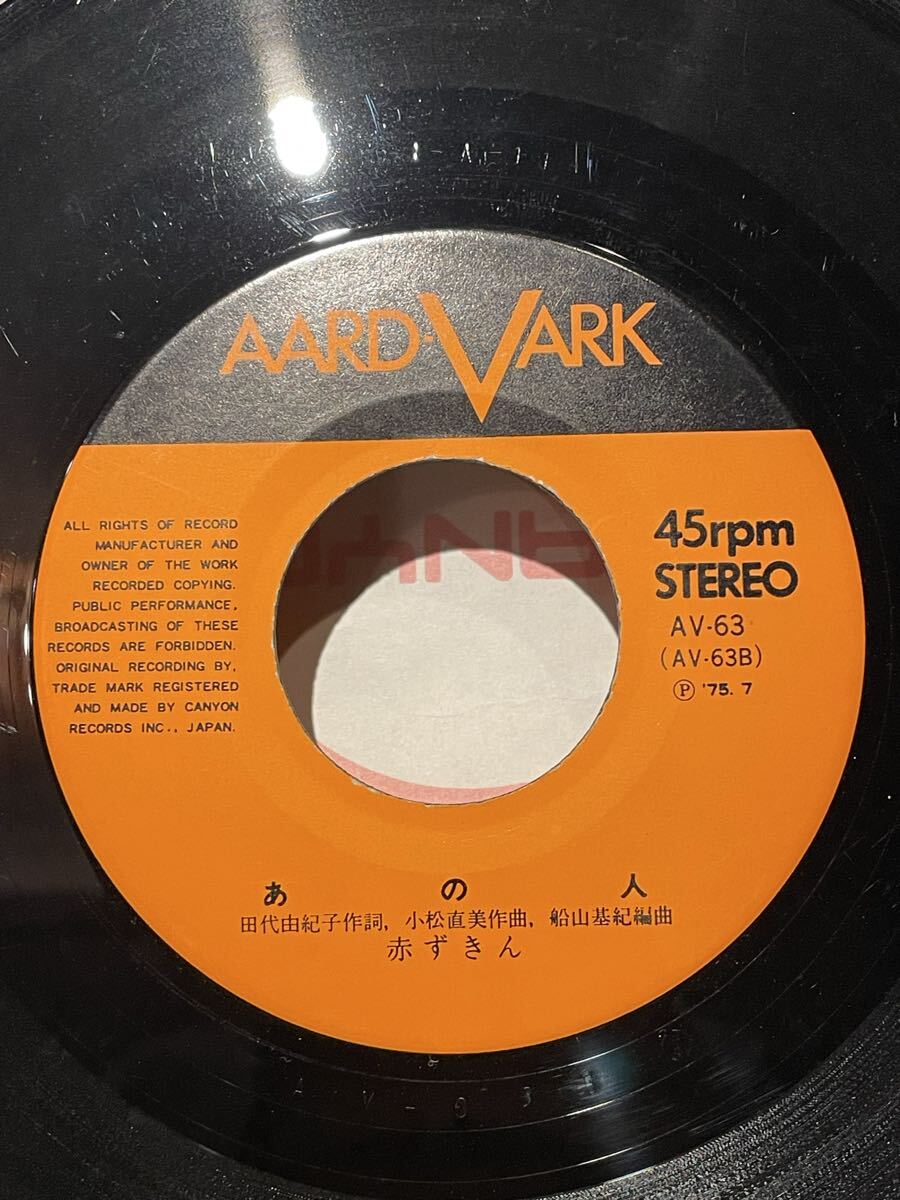 AARD-VARK
ALL RIGHTS OF RECORD
MANUFACTURER AND
OWNER OF THE WORK
RECORDED COPYING.
PUBLIC PERFORMANCE,
BROADCASTING OF THESE
RECORDS ARE FORBIDDEN.
ORIGINAL RECORDING BY,
TRADE MARK REGISTERED
AND MADE BY CANYON
RECORDS INC., JAPAN.
45rpm
STEREO
AV-63
(AV-63B)
Ⓟ '75. 7
あの人
田代由紀子作詞, 小松直美作曲, 船山基紀編曲
赤ずきん